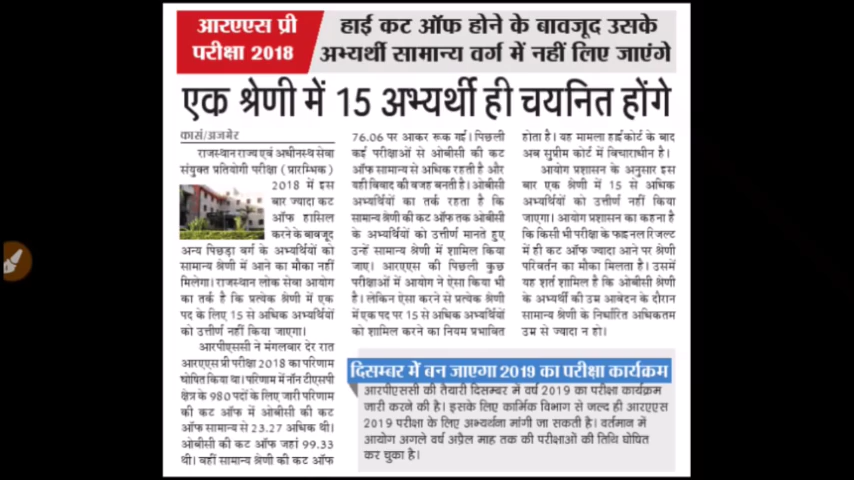 आरएएस प्री
परीक्षा 2018
हाई कट ऑफ होने के बावजूद उसके
अभ्यर्थी सामान्य वर्ग में नहीं लिए जाएंगे
एक श्रेणी में 15 अभ्यर्थी ही चयनित होंगे
कासं/अजमेर
राजस्थान राज्य एवं अधीनस्थ सेवा
संयुक्त प्रतियोगी परीक्षा (प्रारम्भिक)
2018 में इस
बार ज्यादा कट
ऑफ हासिल
करने के बावजूद
अन्य पिछड़ा वर्ग के अभ्यर्थियों को
सामान्य श्रेणी में आने का मौका नहीं
मिलेगा। राजस्थान लोक सेवा आयोग
का तर्क है कि प्रत्येक श्रेणी में एक
पद के लिए 15 से अधिक अभ्यर्थियों
को उत्तीर्ण नहीं किया जाएगा।
आरपीएससी ने मंगलबार देर रात
आरएएस प्री परीक्षा 2018 का परिणाम
घोषित किया था। परिणाम में नॉन टीएसपी
क्षेत्र के 980 पदों के लिए जारी परिणाम
की कट ऑफ में ओबीसी की कट
ऑफ सामान्य से 23.27 अधिक थी।
ओबीसी की कट ऑफ जहां 99.33
थी। वहीं सामान्य श्रेणी की कट ऑफ
76.06 पर आकर रूक गई। पिछली
कई परीक्षाओं से ओबीसी की कट
ऑफ सामान्य से अधिक रहती है और
यही विवाद की वजह बनती है। ओबीसी
अभ्यर्थियों का तर्क रहता है कि
सामान्य श्रेणी की कट ऑफ तक ओबीसी
के अभ्यर्थियों को उत्तीर्ण मानते हुए
उन्हें सामान्य श्रेणी में शामिल किया
जाए। आरएएस की पिछली कुछ
परीक्षाओं में आयोग ने ऐसा किया भी
है। लेकिन ऐसा करने से प्रत्येक श्रेणी
में एक पद पर 15 से अधिक अभ्यर्थियों
को शामिल करने का नियम प्रभावित
होता है। यह मामला हाईकोर्ट के बाद
अब सुप्रीम कोर्ट में विचाराधीन है।
आयोग प्रशासन के अनुसार इस
बार एक श्रेणी में 15 से अधिक
अभ्यर्थियों को उत्तीर्ण नहीं किया
जाएगा। आयोग प्रशासन का कहना है
कि किसी भी परीक्षा के फाइनल रिजल्ट
में ही कट ऑफ ज्यादा आने पर श्रेणी
परिवर्तन का मौका मिलता है। उसमें
यह शर्त शामिल है कि ओबीसी श्रेणी
के अभ्यर्थी की उम्र आवेदन के दौरान
सामान्य श्रेणी के निर्धारित अधिकतम
उम्र से ज्यादा न हो।
दिसम्बर में बन जाएगा 2019 का परीक्षा कार्यक्रम
आरपीएससी की तैयारी दिसम्बर में वर्ष 2019 का परीक्षा कार्यक्रम
जारी करने की है। इसके लिए कार्मिक विभाग से जल्द ही आरएएस
2019 परीक्षा के लिए अभ्यर्थना मांगी जा सकती है। वर्तमान में
आयोग अगले वर्ष अप्रैल माह तक की परीक्षाओं की तिथि घोषित
कर चुका है।